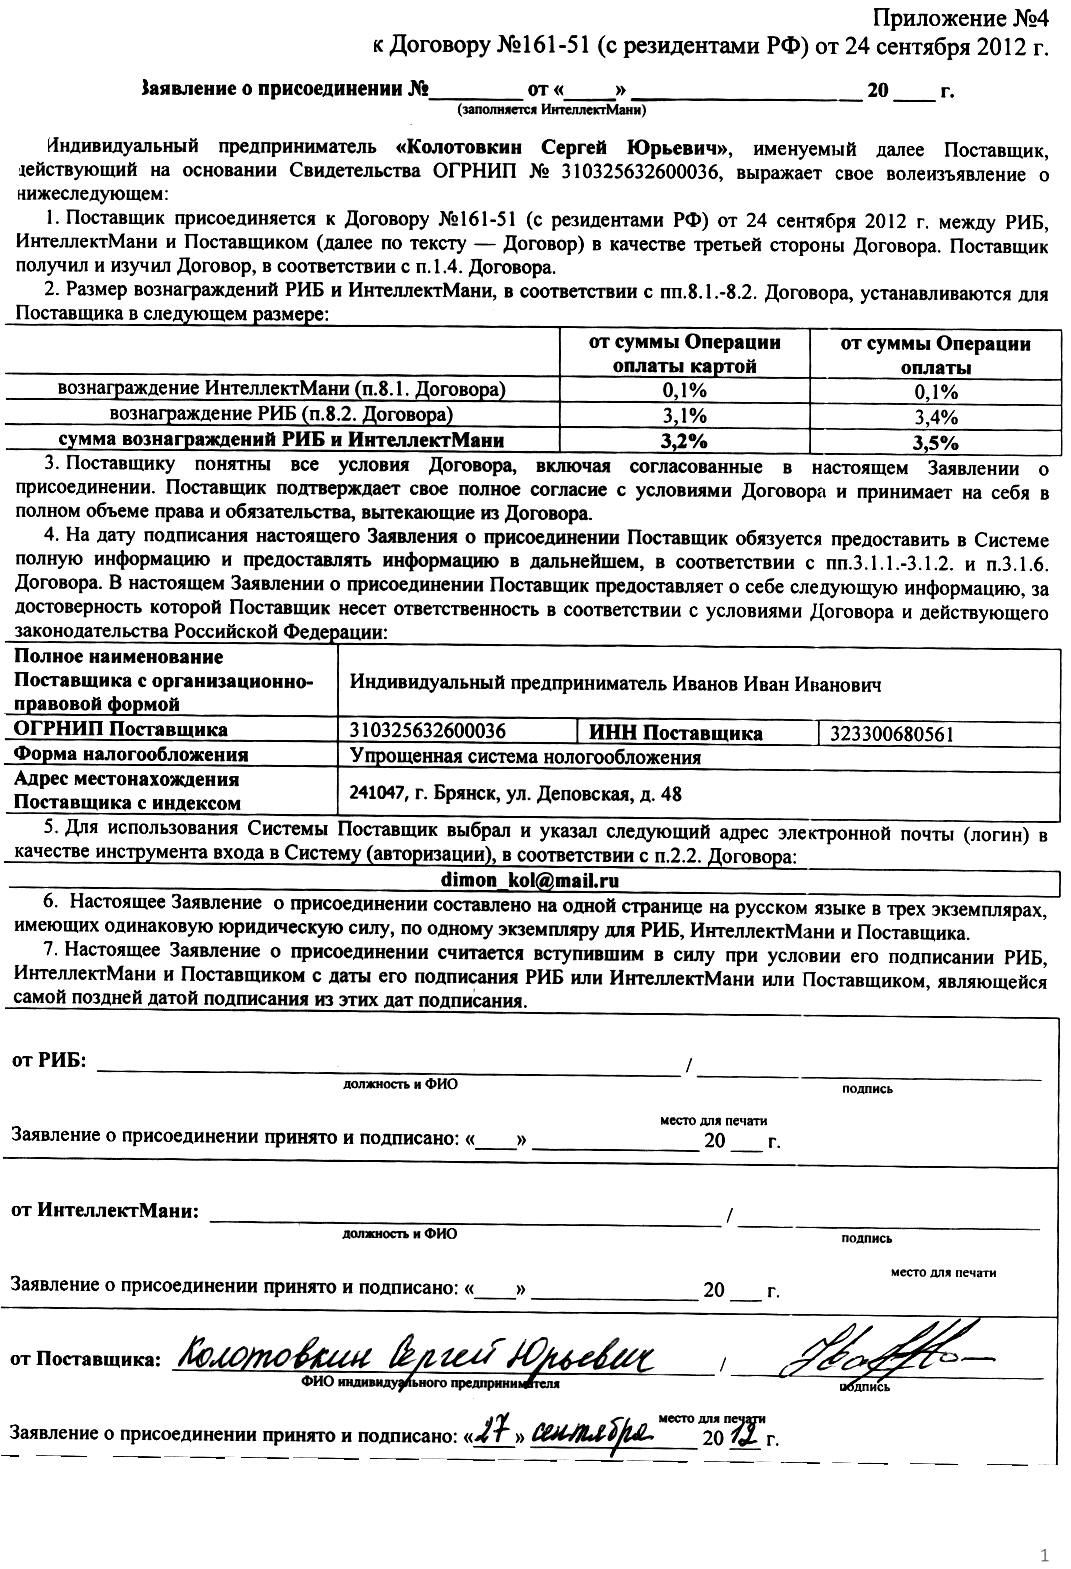 Приложение №4
к Договору №161-51 (с резидентами РФ) от 24 сентября 2012 г.
Заявление о присоединении №_________ от «_____» ______________________ 20 ____ г.
(заполняется ИнтеллектМани)
Индивидуальный предприниматель «Колотовкин Сергей Юрьевич», именуемый далее Поставщик,
действующий на основании Свидетельства ОГРНИП № 310325632600036, выражает свое волеизъявление о
нижеследующем:
1. Поставщик присоединяется к Договору №161-51 (с резидентами РФ) от 24 сентября 2012 г. между РИБ,
ИнтеллектМани и Поставщиком (далее по тексту — Договор) в качестве третьей стороны Договора. Поставщик
получил и изучил Договор, в соответствии с п.1.4. Договора.
2. Размер вознаграждений РИБ и ИнтеллектМани, в соответствии с пп.8.1.-8.2. Договора, устанавливаются для
Поставщика в следующем размере:
от суммы Операции оплаты картой
от суммы Операции оплаты
вознаграждение ИнтеллектМани (п.8.1. Договора) 0,1% 0,1%
вознаграждение РИБ (п.8.2. Договора) 3,1% 3,4%
сумма вознаграждений РИБ и ИнтеллектМани 3,2% 3,5%
3. Поставщику понятны все условия Договора, включая согласованные в настоящем Заявлении о
присоединении. Поставщик подтверждает свое полное согласие с условиями Договора и принимает на себя в
полном объеме права и обязательства, вытекающие из Договора.
4. На дату подписания настоящего Заявления о присоединении Поставщик обязуется предоставить в Системе
полную информацию и предоставлять информацию в дальнейшем, в соответствии с пп.3.1.1.-3.1.2. и п.3.1.6.
Договора. В настоящем Заявлении о присоединении Поставщик предоставляет о себе следующую информацию, за
достоверность которой Поставщик несет ответственность в соответствии с условиями Договора и действующего
законодательства Российской Федерации:
Полное наименование
Поставщика с организационно-
правовой формой
Индивидуальный предприниматель Иванов Иван Иванович
ОГРНИП Поставщика 310325632600036 ИНН Поставщика 323300680561
Форма налогообложения Упрощенная система нологообложения
Адрес местонахождения
Поставщика с индексом
241047, г. Брянск, ул. Деповская, д. 48
5. Для использования Системы Поставщик выбрал и указал следующий адрес электронной почты (логин) в
качестве инструмента входа в Систему (авторизации), в соответствии с п.2.2. Договора:
dimon_kol@mail.ru
6. Настоящее Заявление о присоединении составлено на одной странице на русском языке в трех экземплярах,
имеющих одинаковую юридическую силу, по одному экземпляру для РИБ, ИнтеллектМани и Поставщика.
7. Настоящее Заявление о присоединении считается вступившим в силу при условии его подписании РИБ,
ИнтеллектМани и Поставщиком с даты его подписания РИБ или ИнтеллектМани или Поставщиком, являющейся
самой поздней датой подписания из этих дат подписания.
от РИБ: ______________________ / ______________________
должность и ФИО подпись
место для печати
Заявление о присоединении принято и подписано: «____» ________________ 20 ___ г.
от ИнтеллектМани: ______________________ / ______________________
должность и ФИО подпись
место для печати
Заявление о присоединении принято и подписано: «____» ________________ 20 ___ г.
от Поставщика: Колотовкин Сергей Юрьевич /
ФИО индивидуального предпринимателя подпись
место для печати
Заявление о присоединении принято и подписано: «27» сентября 20 12 г.
1